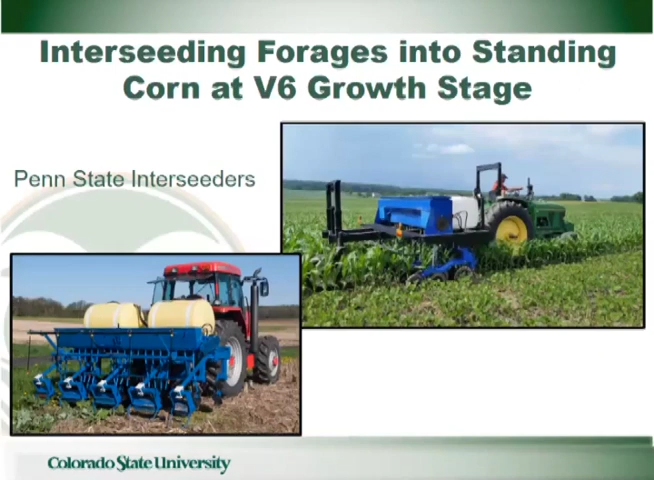 Interseeding Forages into Standing
Corn at V6 Growth Stage
Penn State Interseeders
Colorado State University